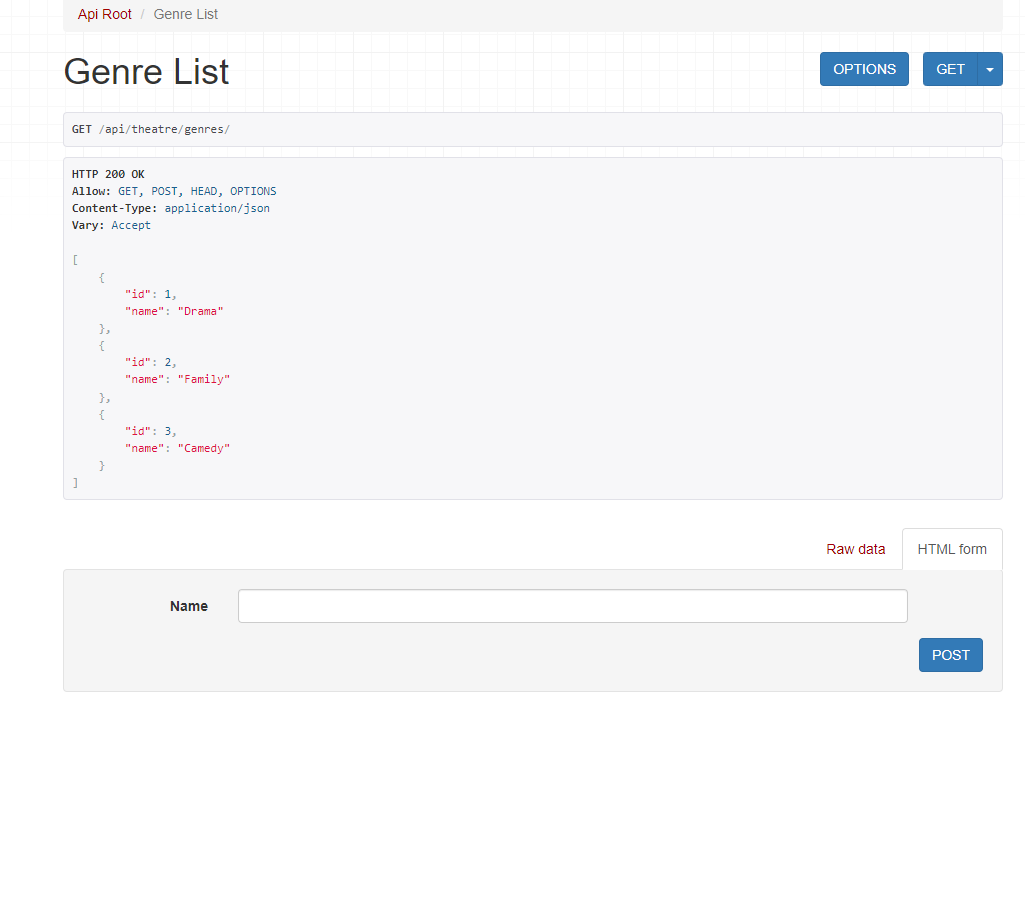 Api Root / Genre List
Genre List
OPTIONS
GET
GET /api/theatre/genres/
HTTP 200 OK
Allow: GET, POST, HEAD, OPTIONS
Content-Type: application/json
Vary: Accept
[
    {
        "id": 1,
        "name": "Drama"
    },
    {
        "id": 2,
        "name": "Family"
    },
    {
        "id": 3,
        "name": "Camedy"
    }
]
Raw data
HTML form
Name
POST